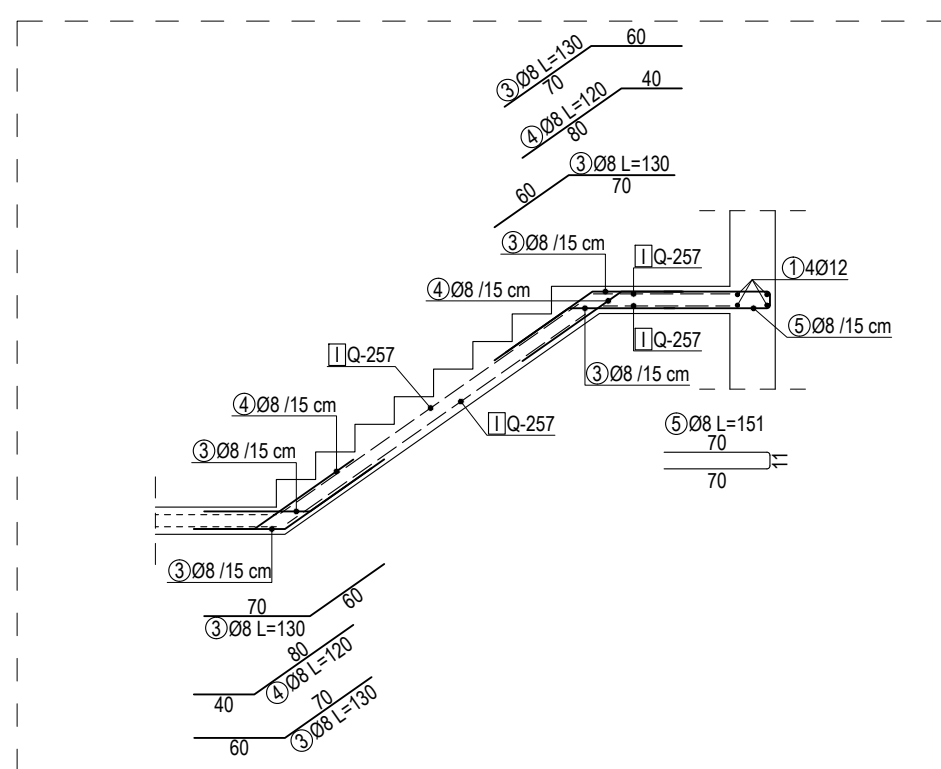 60
③Ø8 L=130
70
40
④Ø8 L=120
80
③Ø8 L=130
60
70
③Ø8 /15 cm
I Q-257
①4Ø12
④Ø8 /15 cm
⑤Ø8 /15 cm
I Q-257
I Q-257
③Ø8 /15 cm
④Ø8 /15 cm
I Q-257
⑤Ø8 L=151
70
11
70
③Ø8 /15 cm
③Ø8 /15 cm
70
60
③Ø8 L=130
80
④Ø8 L=120
40
70
③Ø8 L=130
60